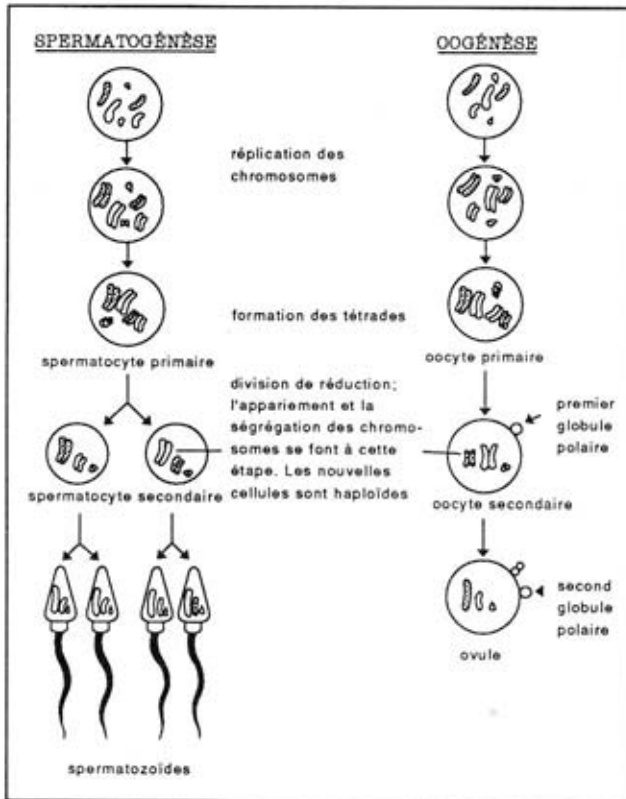 SPERMATOGÉNÈSE
OOGÉNÈSE
réplication des
chromosomes
formation des tétrades
spermatocyte primaire
oocyte primaire
division de réduction;
l'appariement et la
ségrégation des chromo-
somes se font à cette
étape. Les nouvelles
cellules sont haploïdes
premier
globule
polaire
spermatocyte secondaire
oocyte secondaire
second
globule
polaire
ovule
spermatozoïdes